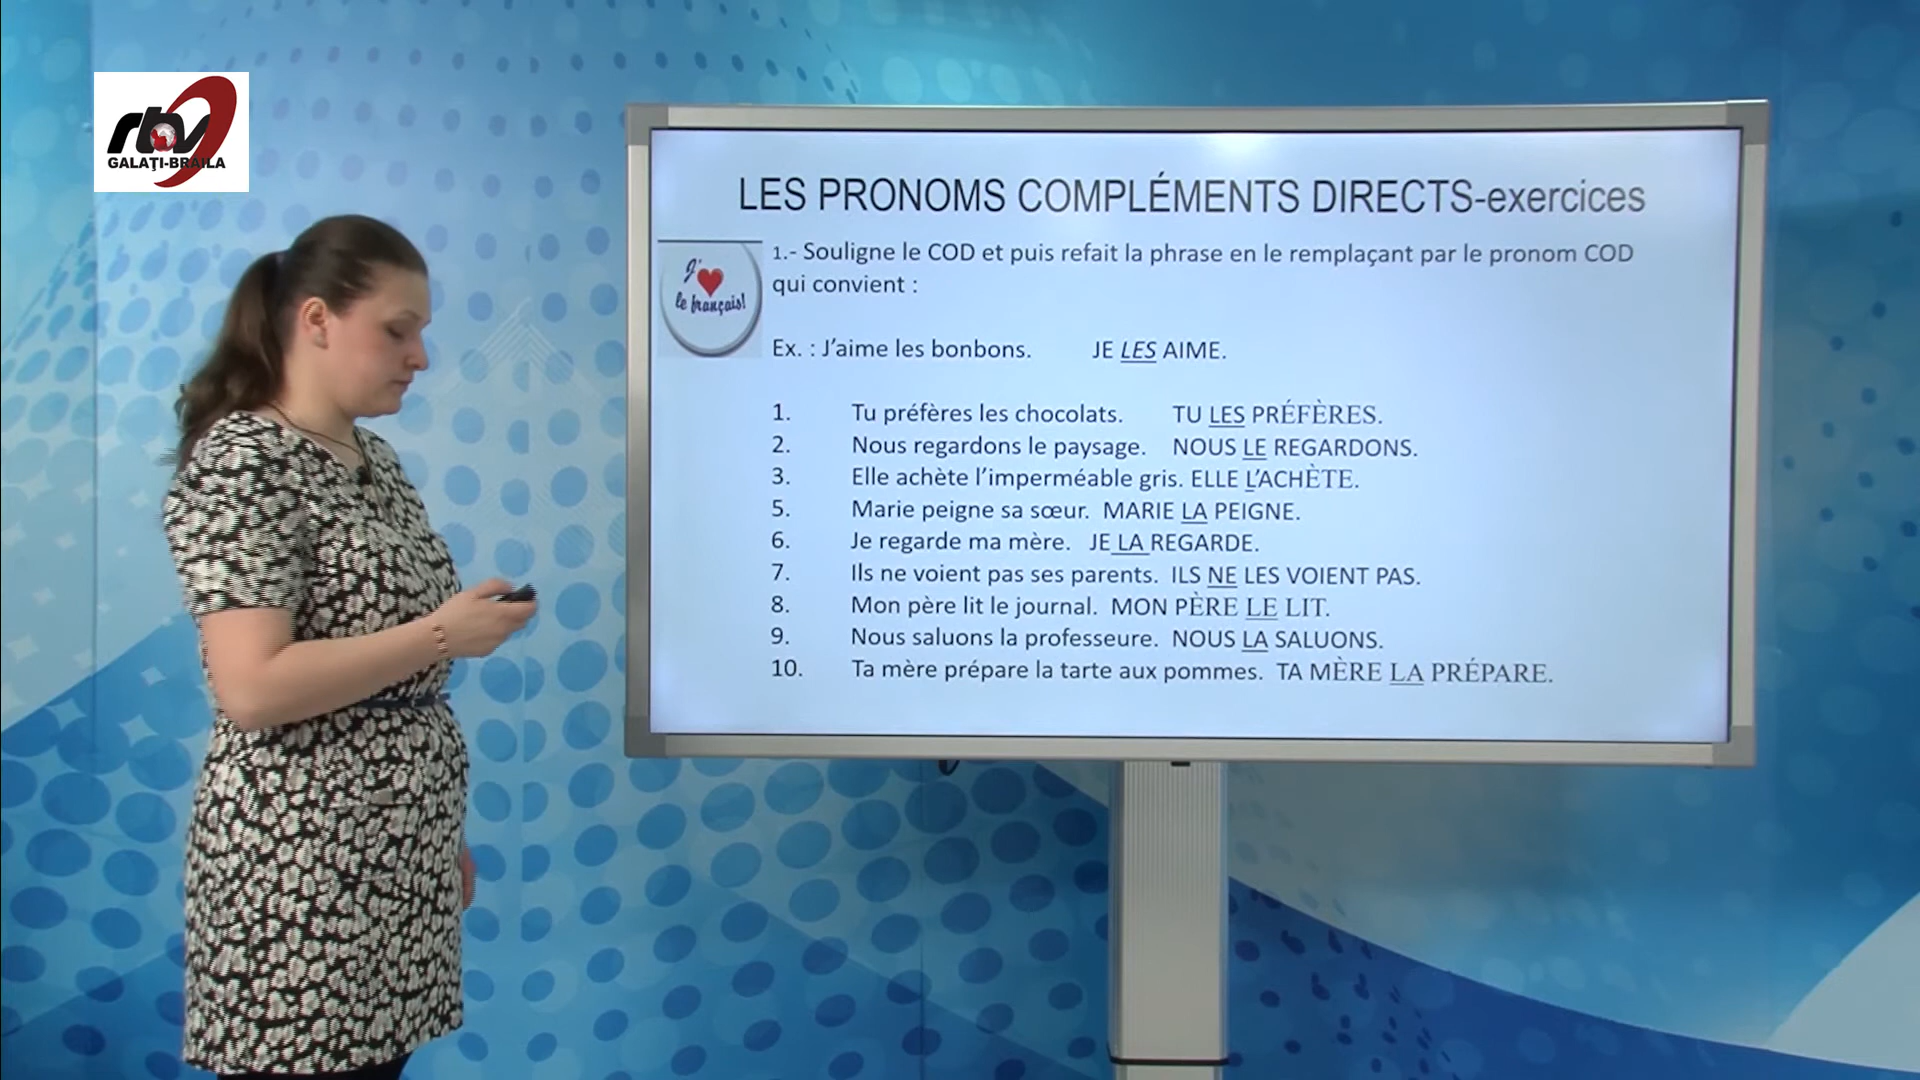 rtv
GALAŢI-BRĂILA
LES PRONOMS COMPLÉMENTS DIRECTS-exercices
J'
le français!
1.- Souligne le COD et puis refait la phrase en le remplaçant par le pronom COD
qui convient :
Ex. : J’aime les bonbons. JE LES AIME.
1. Tu préfères les chocolats. TU LES PRÉFÈRES.
2. Nous regardons le paysage. NOUS LE REGARDONS.
3. Elle achète l’imperméable gris. ELLE L’ACHÈTE.
5. Marie peigne sa sœur. MARIE LA PEIGNE.
6. Je regarde ma mère. JE LA REGARDE.
7. Ils ne voient pas ses parents. ILS NE LES VOIENT PAS.
8. Mon père lit le journal. MON PÈRE LE LIT.
9. Nous saluons la professeure. NOUS LA SALUONS.
10. Ta mère prépare la tarte aux pommes. TA MÈRE LA PRÉPARE.